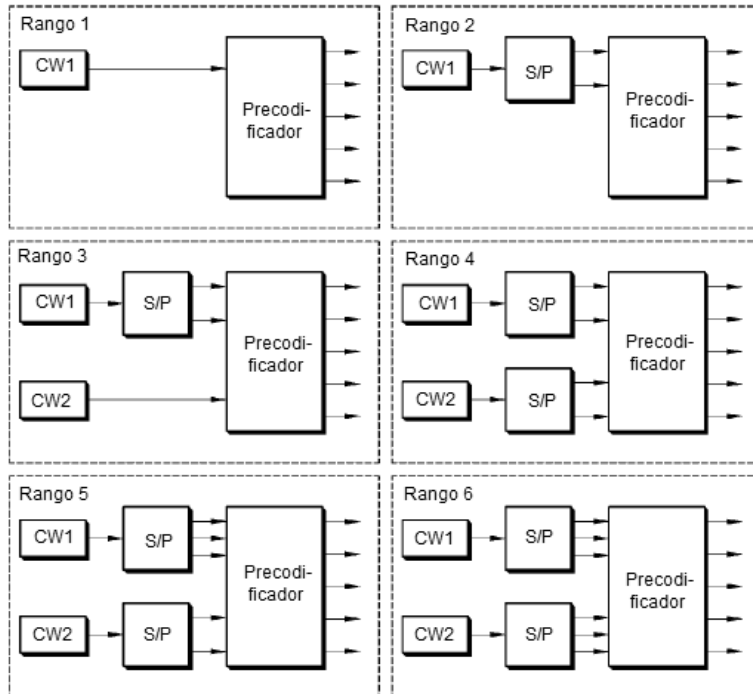 Rango 1
CW1
Precodi-
ficador
Rango 2
CW1
S/P
Precodi-
ficador
Rango 3
CW1
S/P
CW2
Precodi-
ficador
Rango 4
CW1
S/P
CW2
S/P
Precodi-
ficador
Rango 5
CW1
S/P
CW2
S/P
Precodi-
ficador
Rango 6
CW1
S/P
CW2
S/P
Precodi-
ficador